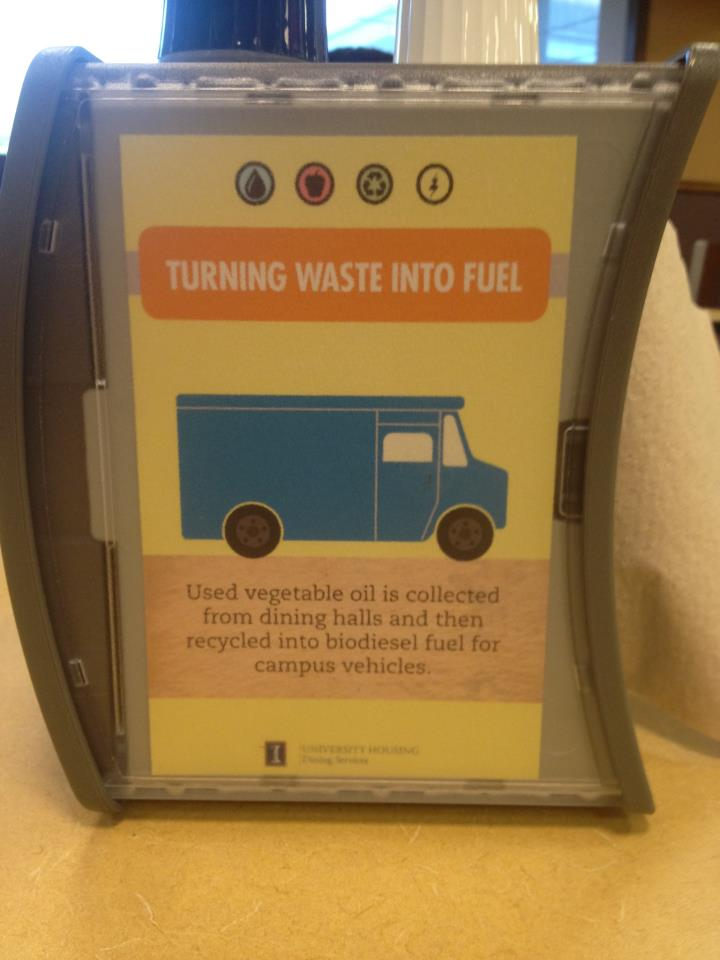 TURNING WASTE INTO FUEL
Used vegetable oil is collected
from dining halls and then
recycled into biodiesel fuel for
campus vehicles.
I
UNIVERSITY HOUSING
Dining Services